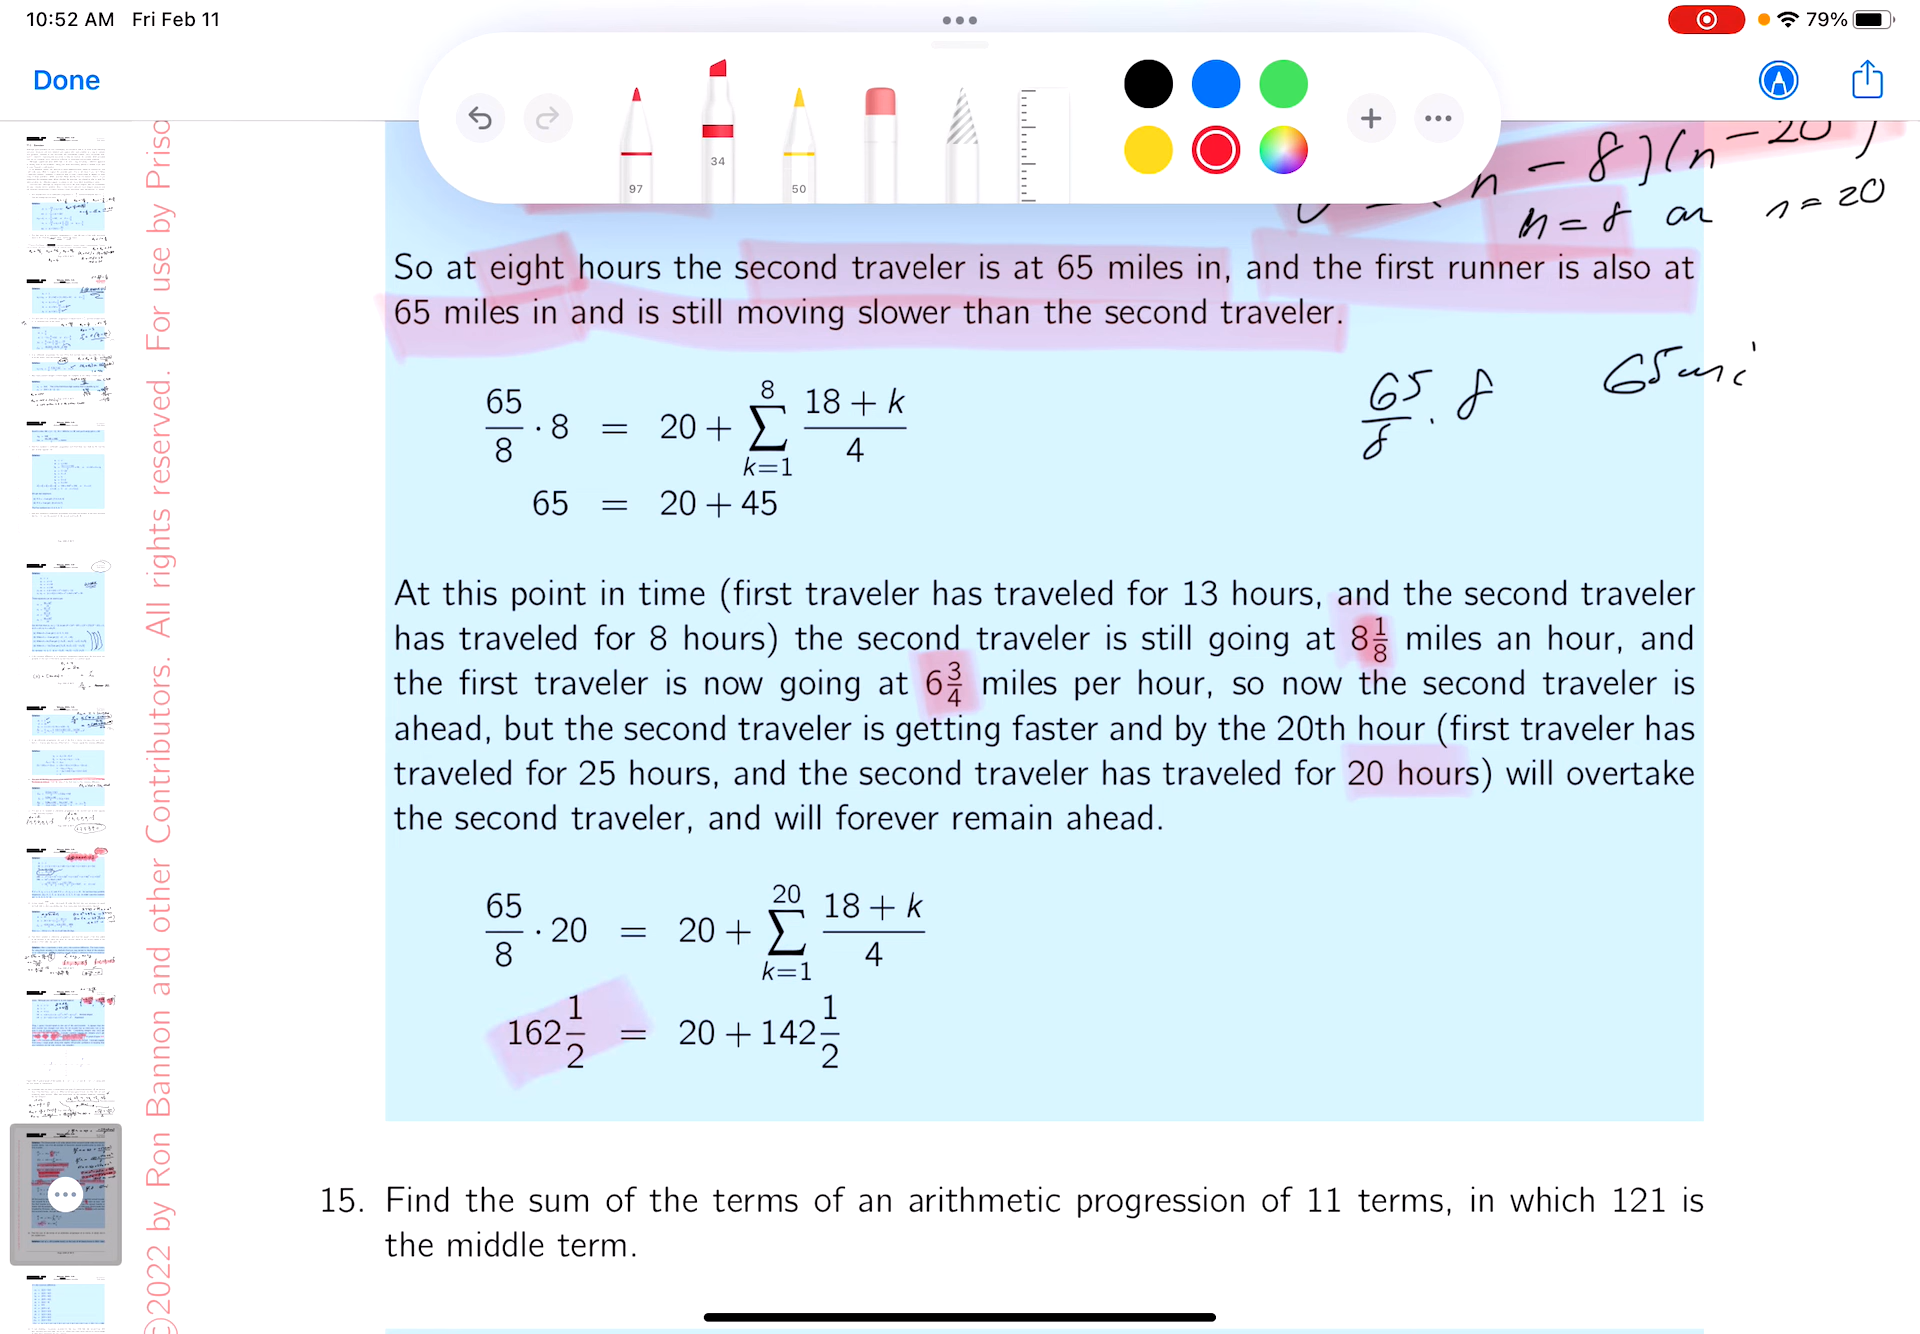 10:52 AM Fri Feb 11
79%
Done
97
34
50
n - 8)(n - 20)
n = 8 or n = 20
So at eight hours the second traveler is at 65 miles in, and the first runner is also at
65 miles in and is still moving slower than the second traveler.
65/8 · 8 = 20 + ∑_{k=1}^{8} (18 + k)/4
65 = 20 + 45
65/8 · 8
65 mi
At this point in time (first traveler has traveled for 13 hours, and the second traveler
has traveled for 8 hours) the second traveler is still going at 8 1/8 miles an hour, and
the first traveler is now going at 6 3/4 miles per hour, so now the second traveler is
ahead, but the second traveler is getting faster and by the 20th hour (first traveler has
traveled for 25 hours, and the second traveler has traveled for 20 hours) will overtake
the second traveler, and will forever remain ahead.
65/8 · 20 = 20 + ∑_{k=1}^{20} (18 + k)/4
162 1/2 = 20 + 142 1/2
15. Find the sum of the terms of an arithmetic progression of 11 terms, in which 121 is
the middle term.
©2022 by Ron Bannon and other Contributors. All rights reserved. For use by Priso